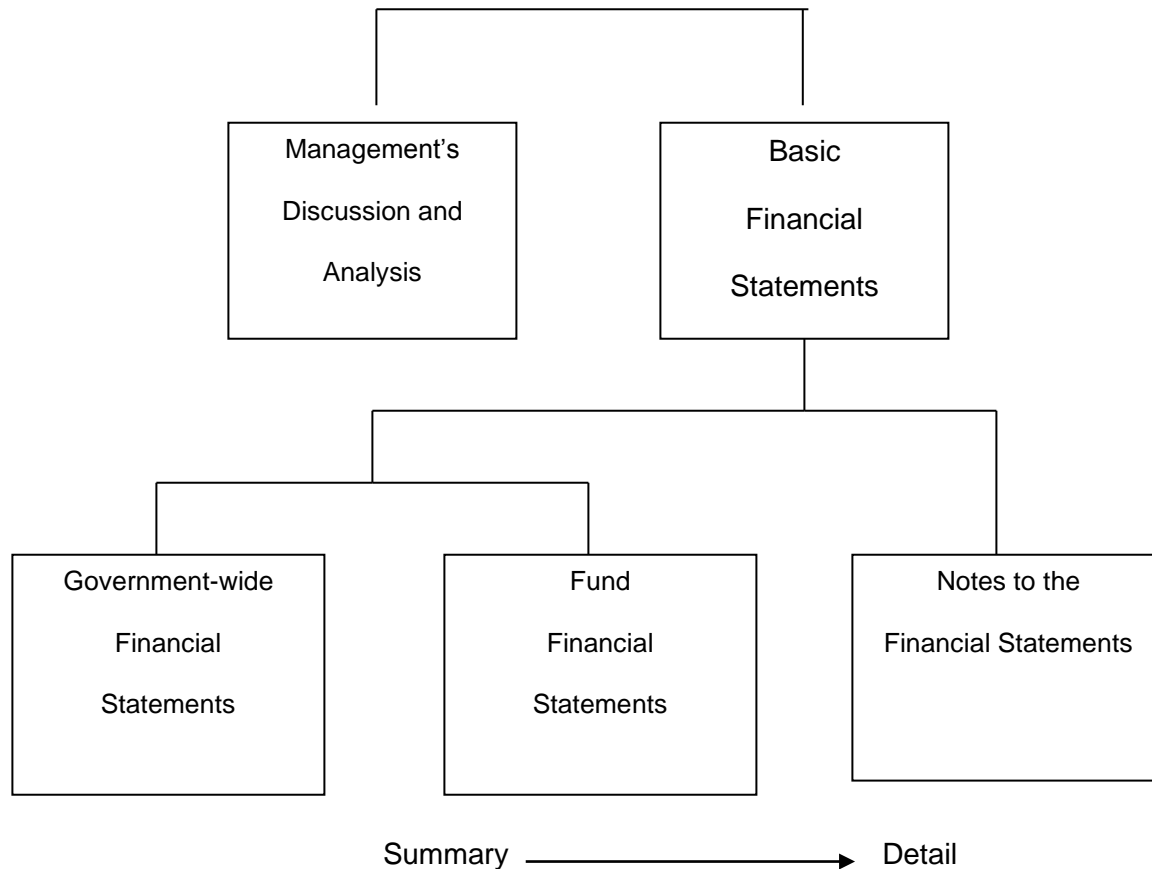 Management’s
Discussion and
Analysis
Basic
Financial
Statements
Government-wide
Financial
Statements
Fund
Financial
Statements
Notes to the
Financial Statements
Summary
Detail